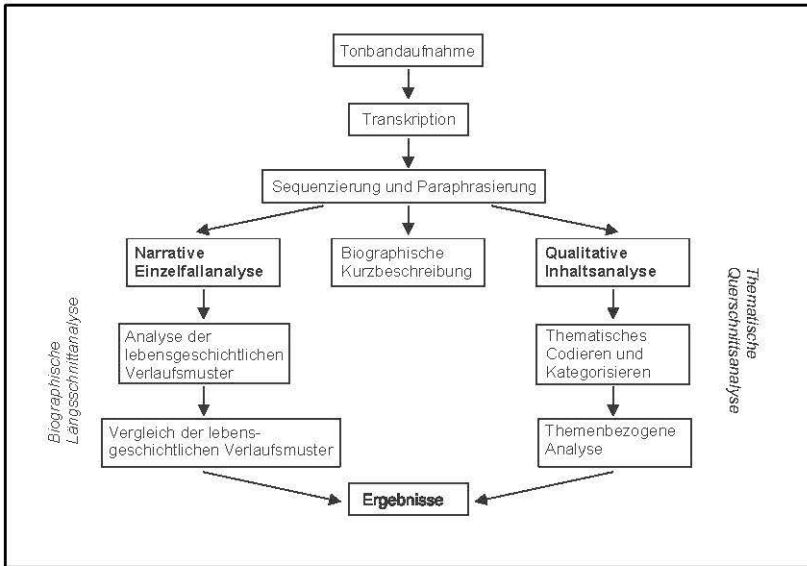 Tonbandaufnahme
Transkription
Sequenzierung und Paraphrasierung
Narrative
Einzelfallanalyse
Biographische
Kurzbeschreibung
Qualitative
Inhaltsanalyse
Analyse der
lebensgeschichtlichen
Verlaufsmuster
Thematisches
Codieren und
Kategorisieren
Vergleich der lebens-
geschichtlichen Verlaufsmuster
Themenbezogene
Analyse
Ergebnisse
Biographische
Längsschnittanalyse
Thematische
Querschnittsanalyse